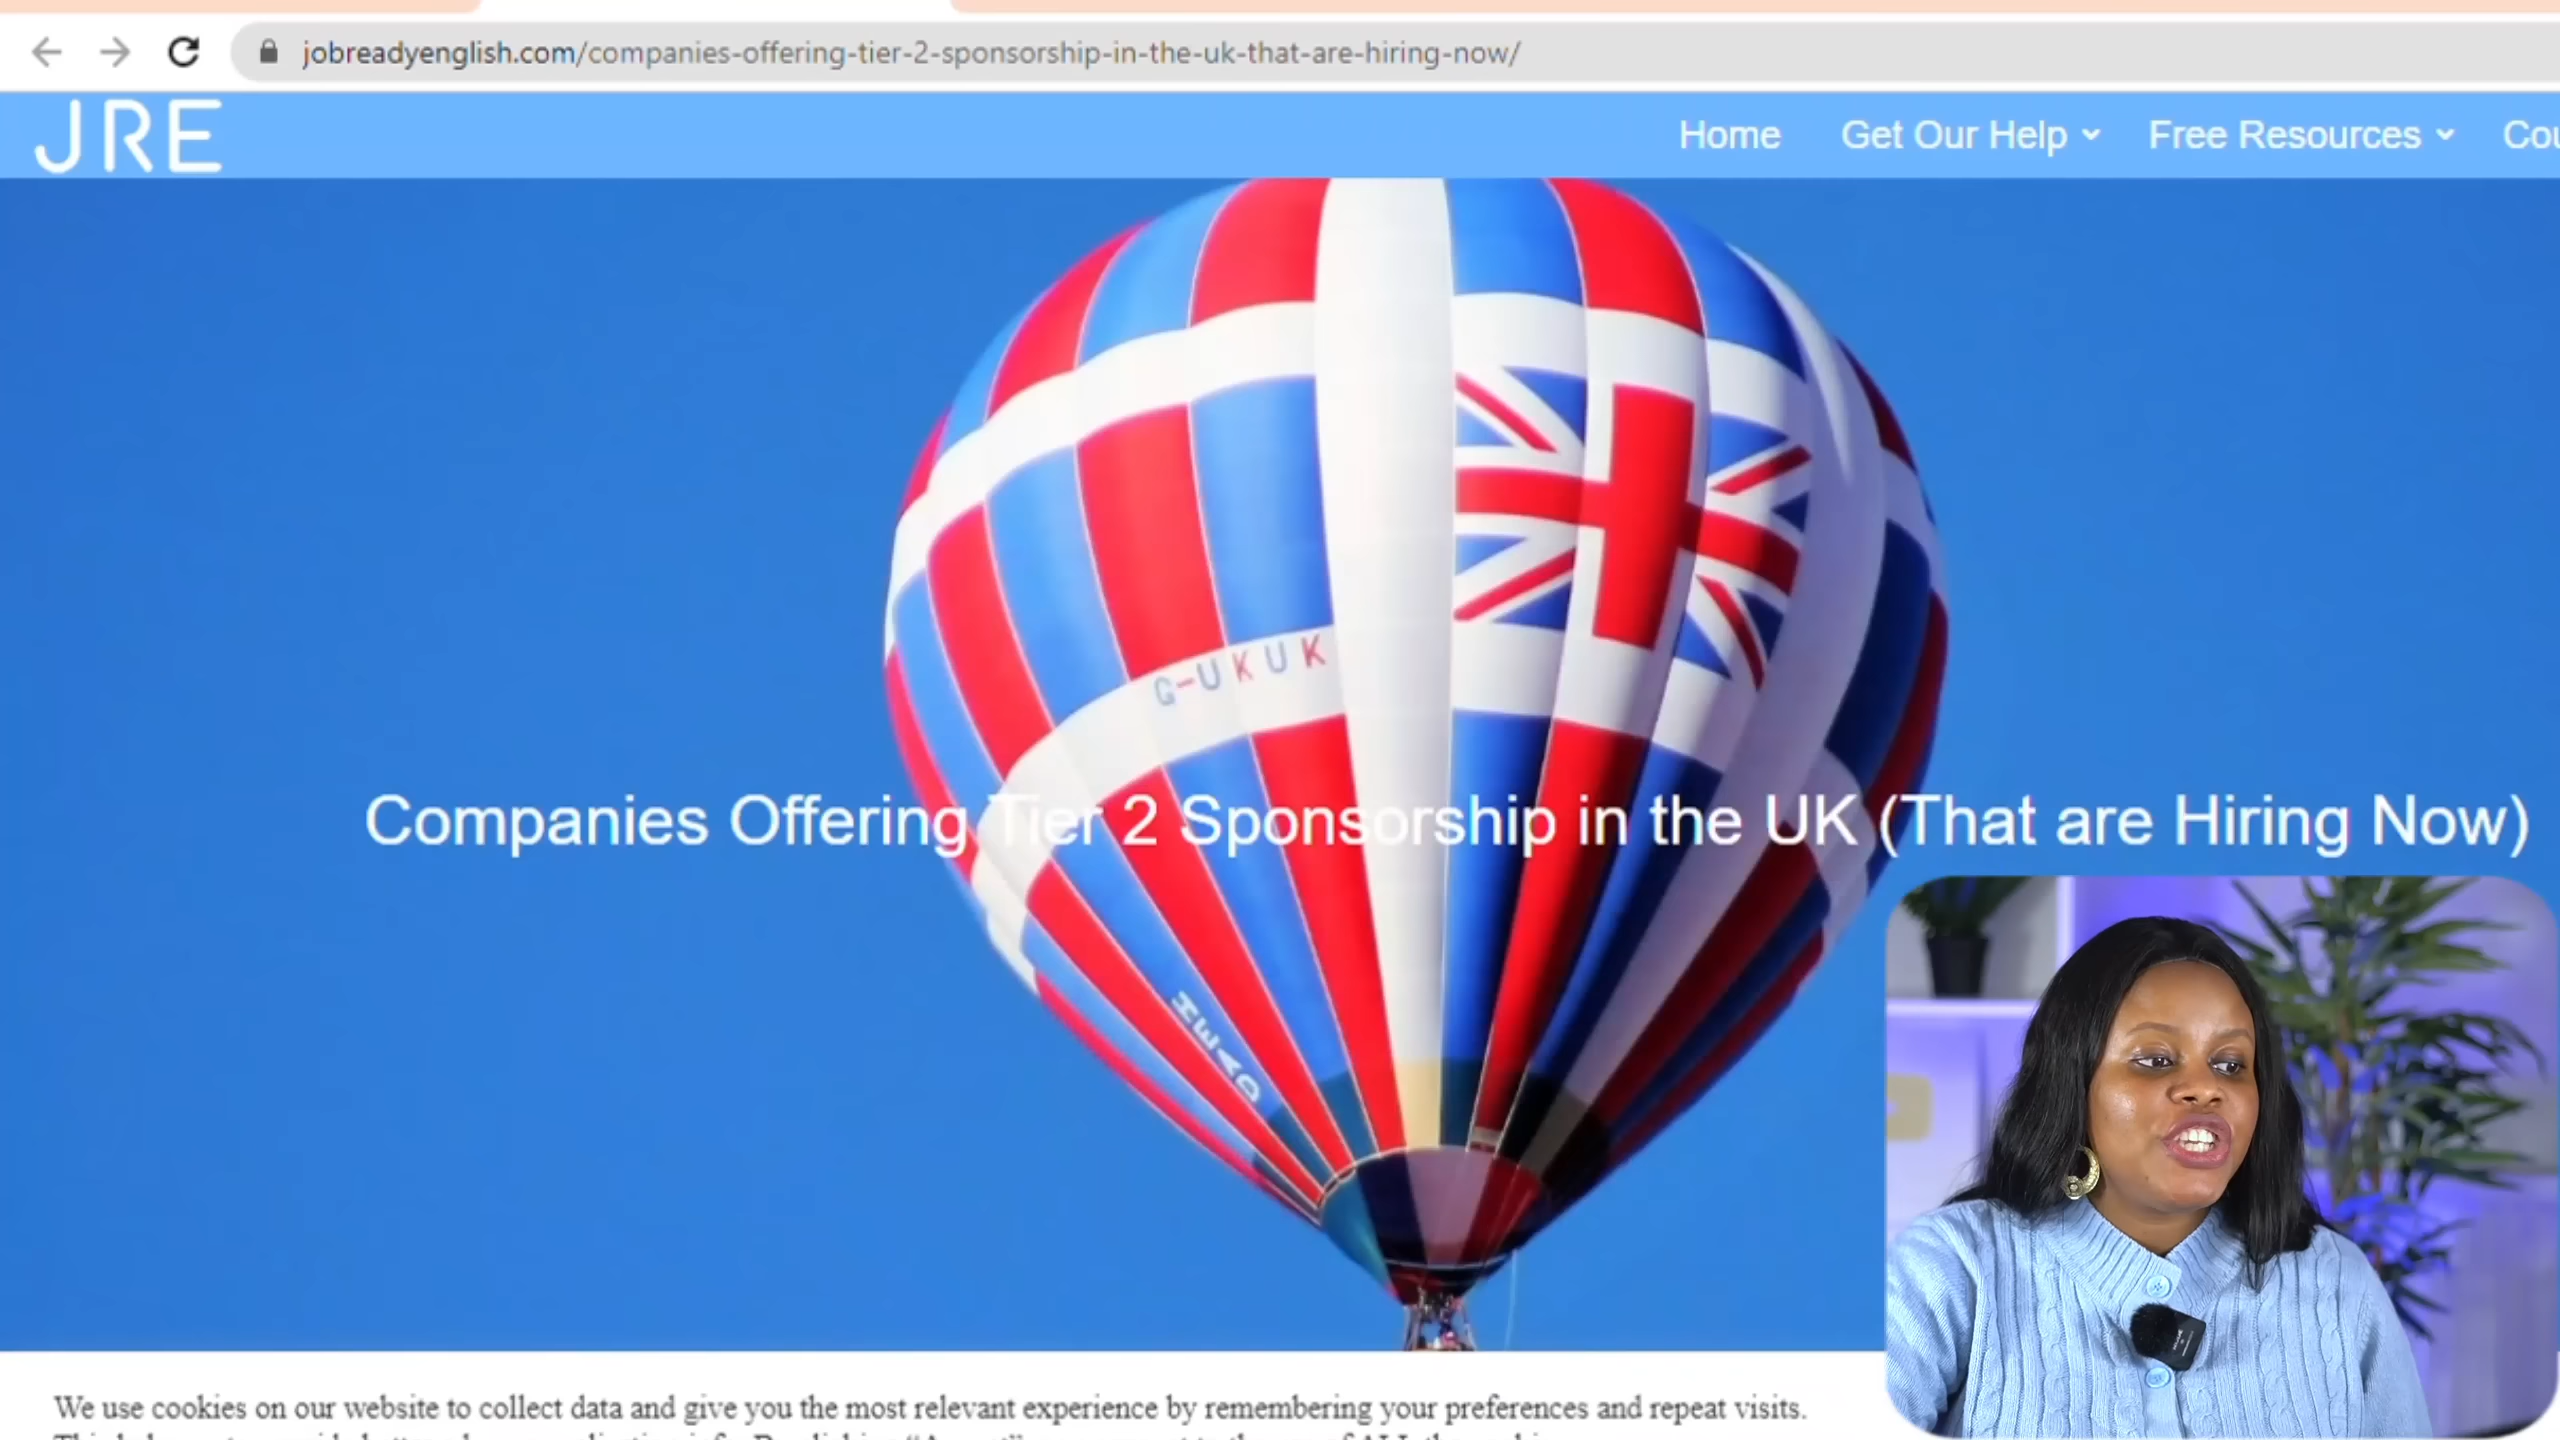 jobreadyenglish.com/companies-offering-tier-2-sponsorship-in-the-uk-that-are-hiring-now/
JRE
Home
Get Our Help
Free Resources
Cou
G-UKUK
HEAD
Companies Offering Tier 2 Sponsorship in the UK (That are Hiring Now)
We use cookies on our website to collect data and give you the most relevant experience by remembering your preferences and repeat visits.